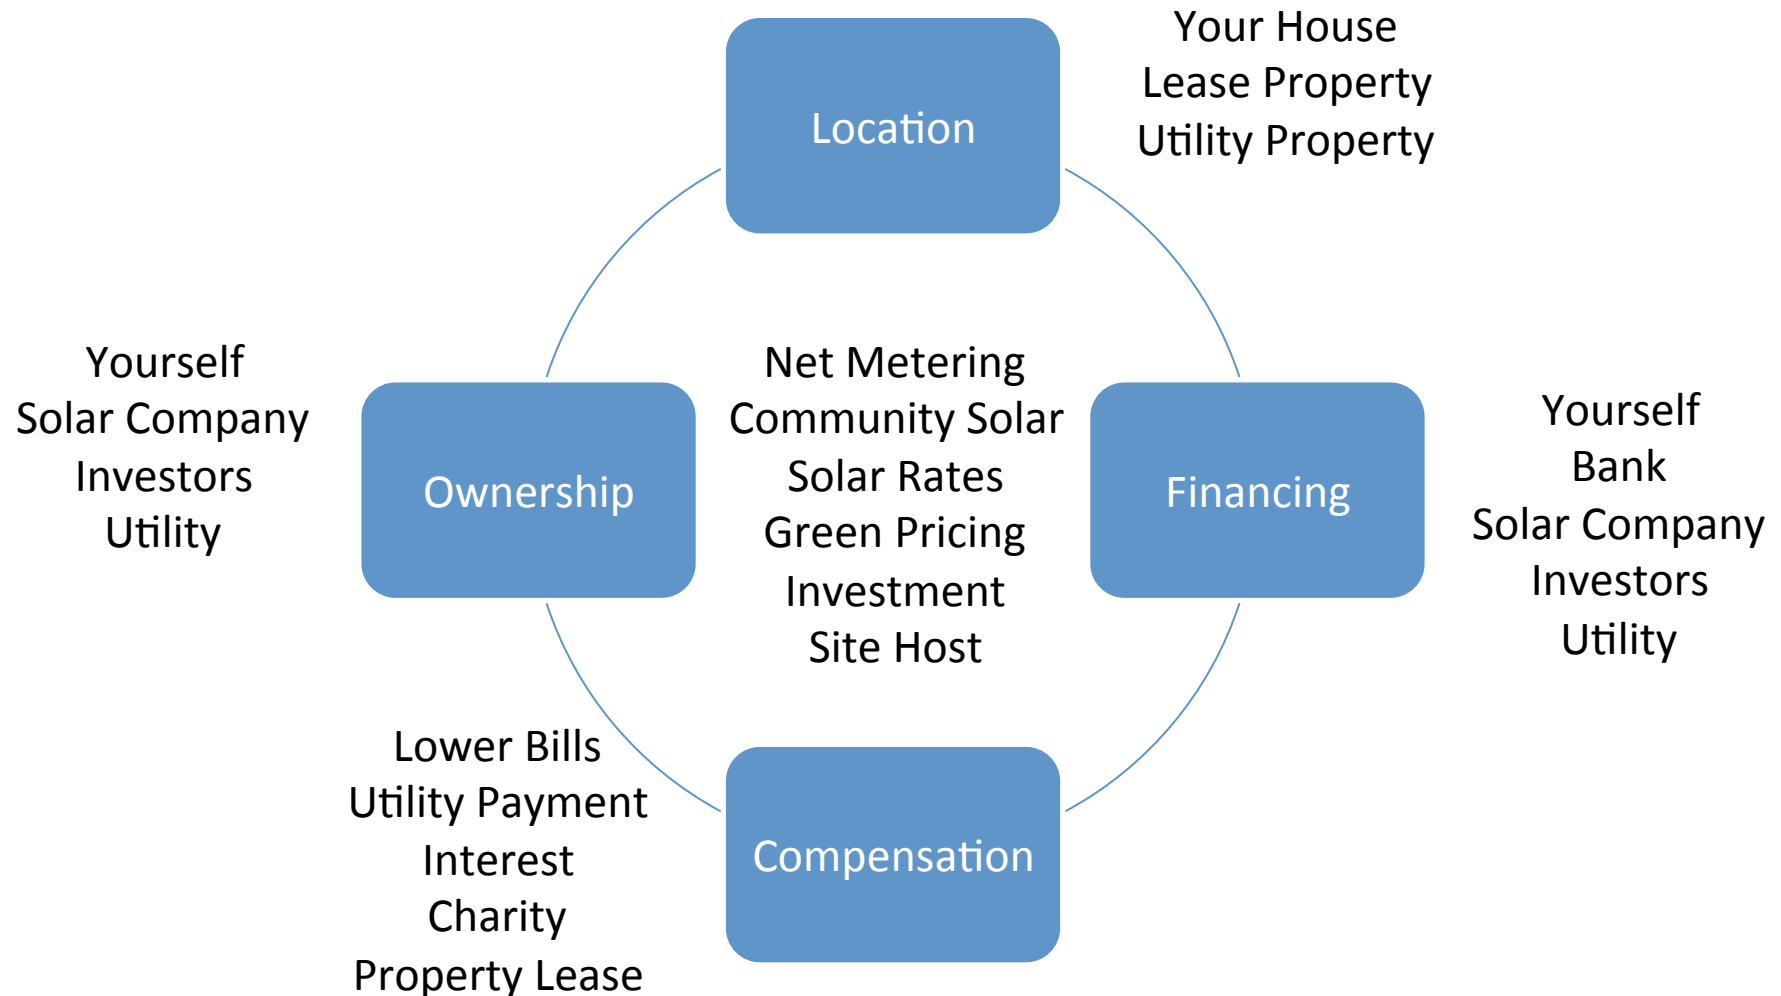 Location
Your House
Lease Property
Utility Property
Yourself
Solar Company
Investors
Utility
Ownership
Net Metering
Community Solar
Solar Rates
Green Pricing
Investment
Site Host
Financing
Yourself
Bank
Solar Company
Investors
Utility
Lower Bills
Utility Payment
Interest
Charity
Property Lease
Compensation